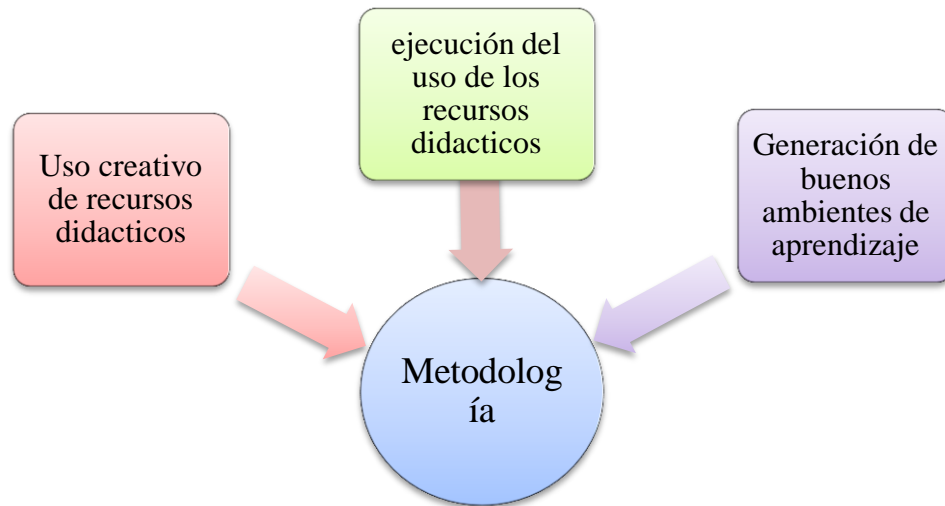 Uso creativo
de recursos
didacticos
ejecución del
uso de los
recursos
didacticos
Generación de
buenos
ambientes de
aprendizaje
Metodolog
ía